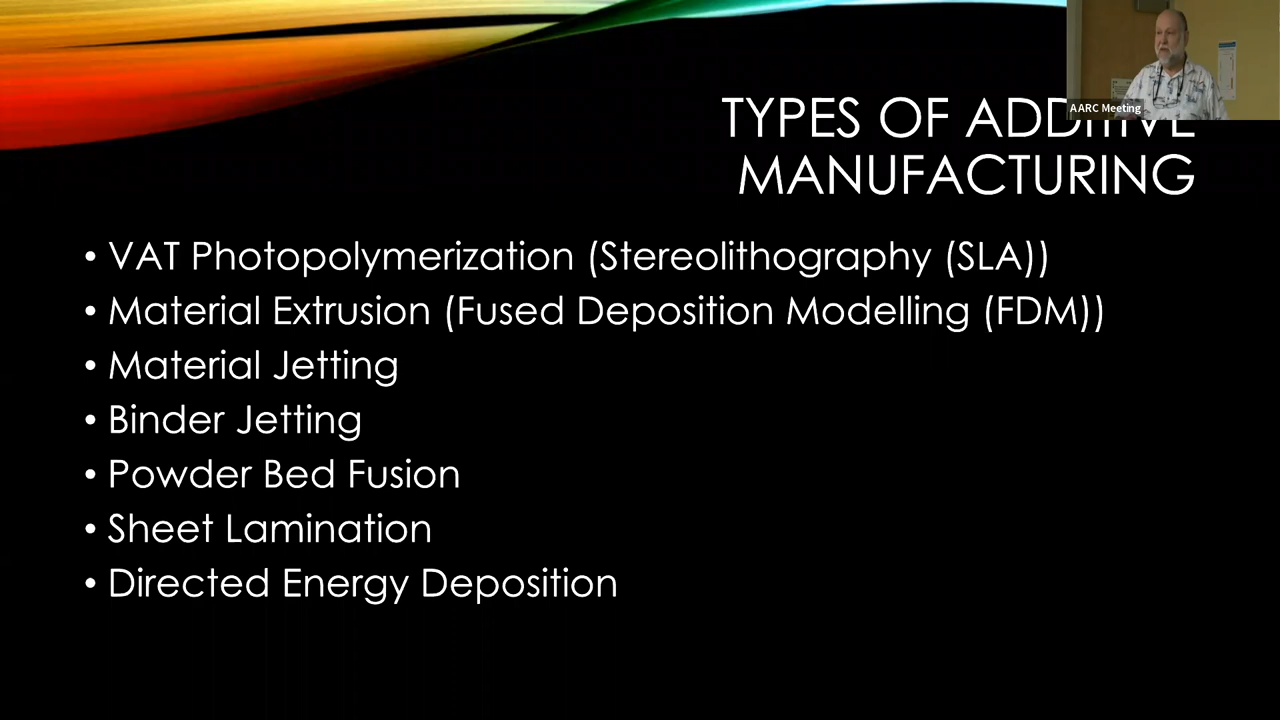 AARC Meeting
TYPES OF ADDITIVE
MANUFACTURING
• VAT Photopolymerization (Stereolithography (SLA))
• Material Extrusion (Fused Deposition Modelling (FDM))
• Material Jetting
• Binder Jetting
• Powder Bed Fusion
• Sheet Lamination
• Directed Energy Deposition